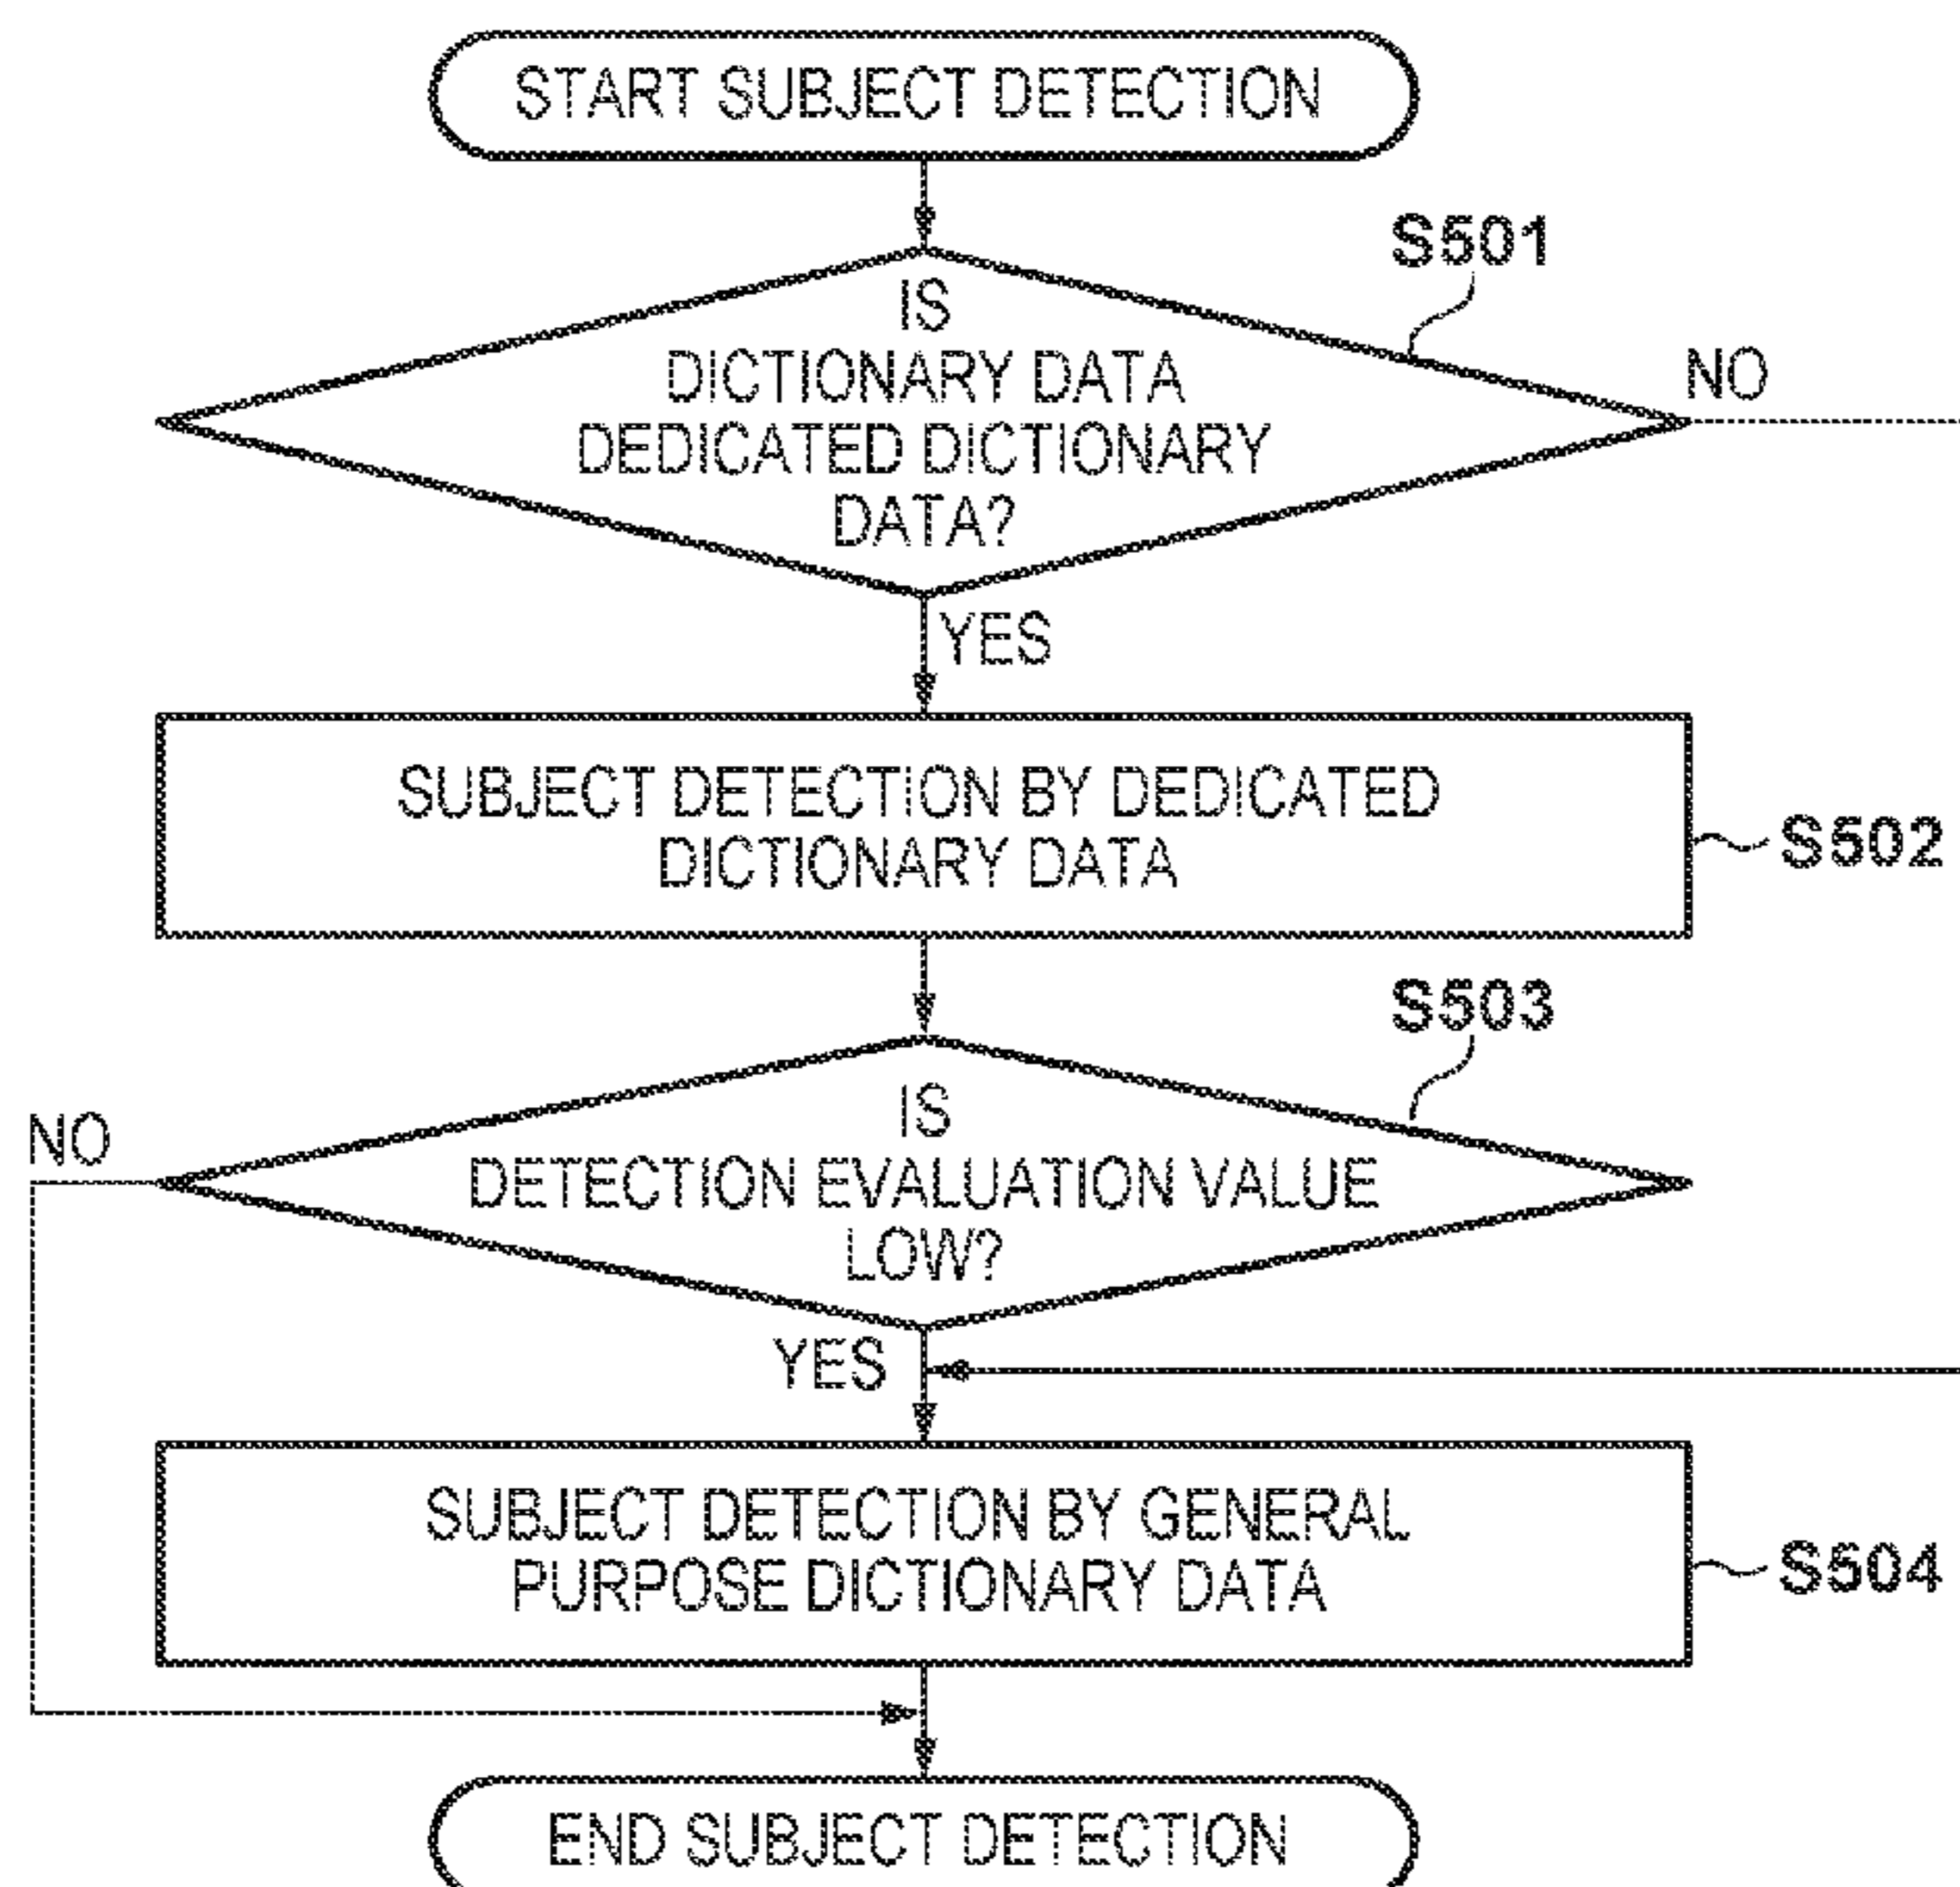 START SUBJECT DETECTION
S501
IS
DICTIONARY DATA
DEDICATED DICTIONARY
DATA?
NO
YES
SUBJECT DETECTION BY DEDICATED
DICTIONARY DATA
S502
S503
IS
DETECTION EVALUATION VALUE
LOW?
NO
YES
SUBJECT DETECTION BY GENERAL
PURPOSE DICTIONARY DATA
S504
END SUBJECT DETECTION